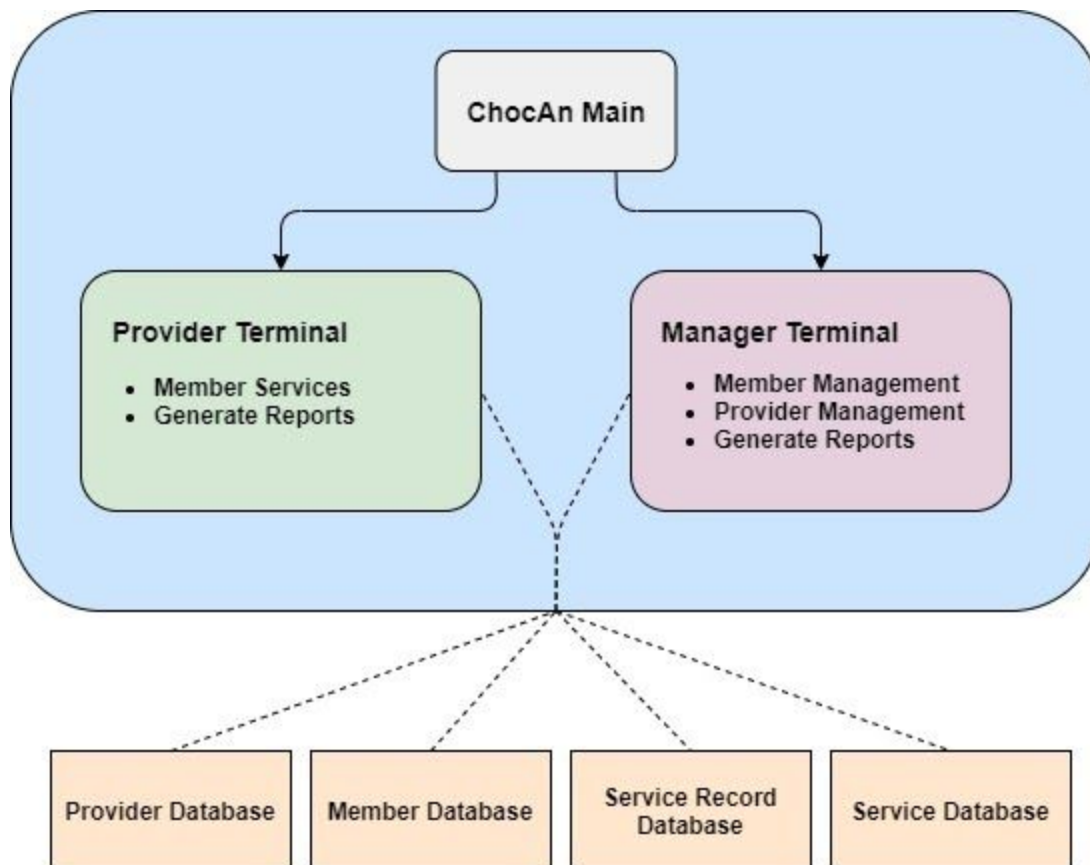 ChocAn Main
Provider Terminal
• Member Services
• Generate Reports
Manager Terminal
• Member Management
• Provider Management
• Generate Reports
Provider Database
Member Database
Service Record
Database
Service Database